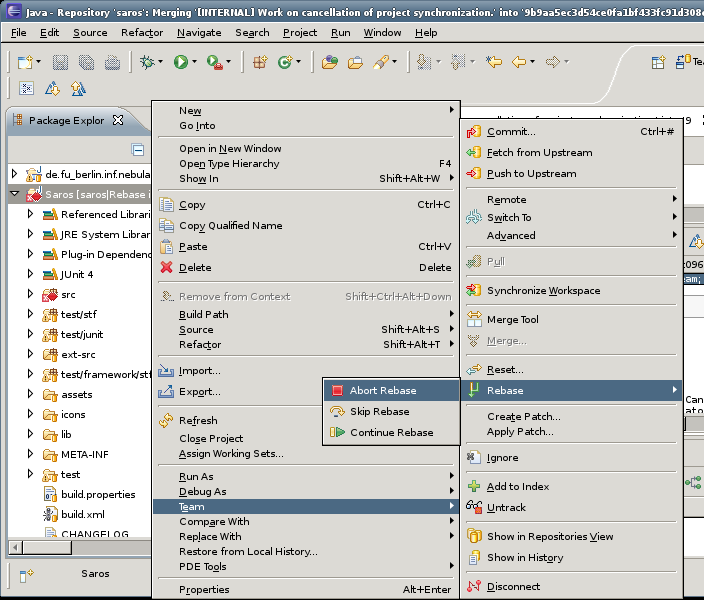 Java - Repository 'saros': Merging '[INTERNAL] Work on cancellation of project synchronization.' into '9b9aa5ec3d54ce0fa1bf433fc91d308
File Edit Source Refactor Navigate Search Project Run Window Help
Package Explor
de.fu_berlin.inf.nebula
Saros [saros|Rebase i
Referenced Librari
JRE System Librar
Plug-in Dependenc
JUnit 4
src
test/stf
test/junit
ext-src
test/framework/stf
assets
icons
lib
META-INF
test
build.properties
build.xml
CHANGELOG
Saros
New
Go Into
Open in New Window
Open Type Hierarchy F4
Show In Shift+Alt+W
Copy Ctrl+C
Copy Qualified Name
Paste Ctrl+V
Delete Delete
Remove from Context Shift+Ctrl+Alt+Down
Build Path
Source Shift+Alt+S
Refactor Shift+Alt+T
Import...
Export...
Refresh
Close Project
Assign Working Sets...
Run As
Debug As
Team
Compare With
Replace With
Restore from Local History...
PDE Tools
Properties Alt+Enter
Abort Rebase
Skip Rebase
Continue Rebase
Commit... Ctrl+#
Fetch from Upstream
Push to Upstream
Remote
Switch To
Advanced
Pull
Synchronize Workspace
Merge Tool
Merge...
Reset...
Rebase
Create Patch...
Apply Patch...
Ignore
Add to Index
Untrack
Show in Repositories View
Show in History
Disconnect